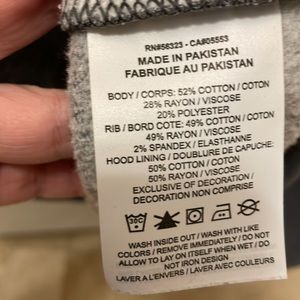 RN#56323 - CA#05553
MADE IN PAKISTAN
FABRIQUE AU PAKISTAN
BODY / CORPS: 52% COTTON / COTON
28% RAYON / VISCOSE
20% POLYESTER
RIB / BORD COTE: 49% COTTON / COTON
49% RAYON / VISCOSE
2% SPANDEX / ELASTHANNE
HOOD LINING / DOUBLURE DE CAPUCHE:
50% COTTON / COTON
50% RAYON / VISCOSE
EXCLUSIVE OF DECORATION /
DECORATION NON COMPRISE
30C
WASH INSIDE OUT / WASH WITH LIKE
COLORS / REMOVE IMMEDIATELY / DO NOT
ALLOW TO LAY ON ITSELF WHEN WET / DO
NOT IRON DESIGN
LAVER A L'ENVERS / LAVER AVEC COULEURS